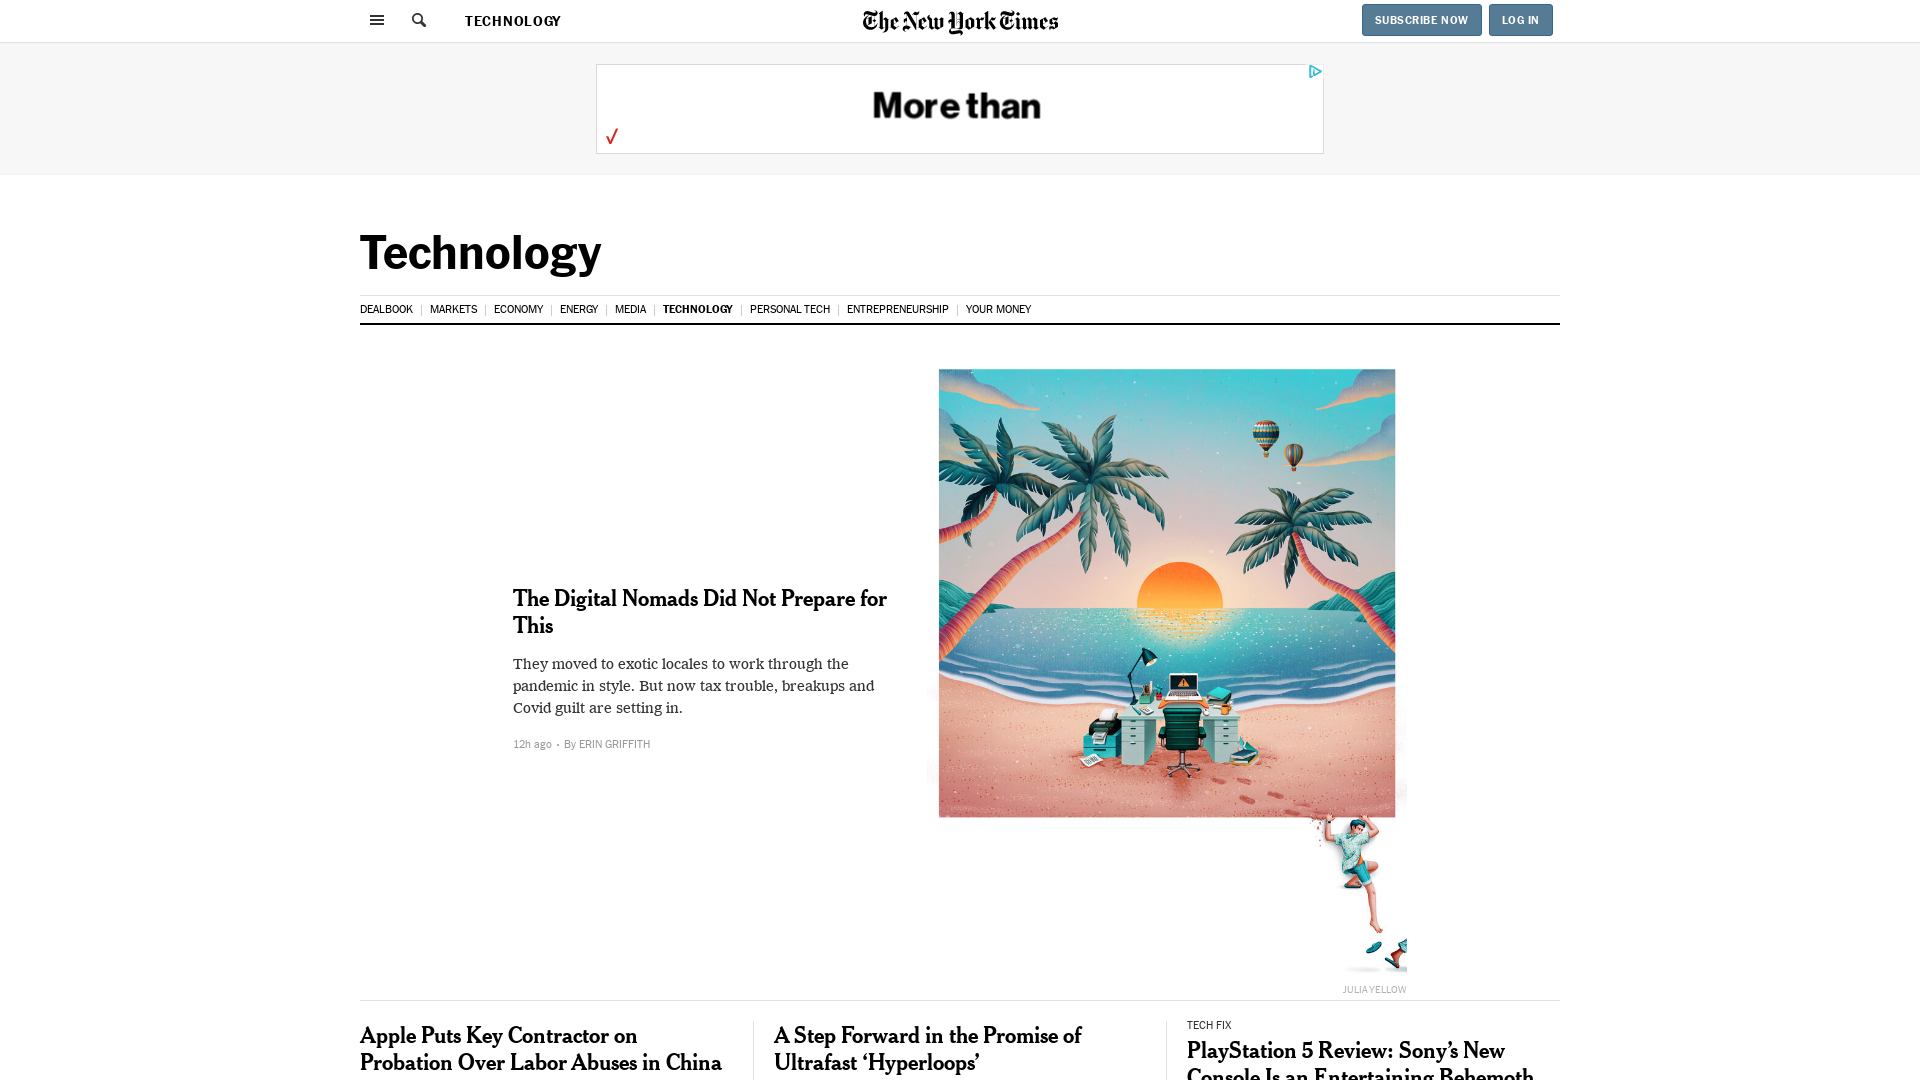 TECHNOLOGY
The New York Times
SUBSCRIBE NOW
LOG IN
More than
Technology
DEALBOOK
MARKETS
ECONOMY
ENERGY
MEDIA
TECHNOLOGY
PERSONAL TECH
ENTREPRENEURSHIP
YOUR MONEY
The Digital Nomads Did Not Prepare for
This
They moved to exotic locales to work through the
pandemic in style. But now tax trouble, breakups and
Covid guilt are setting in.
12h ago · By ERIN GRIFFITH
JULIA YELLOW
Apple Puts Key Contractor on
Probation Over Labor Abuses in China
A Step Forward in the Promise of
Ultrafast ‘Hyperloops’
TECH FIX
PlayStation 5 Review: Sony’s New
Console Is an Entertaining Behemoth